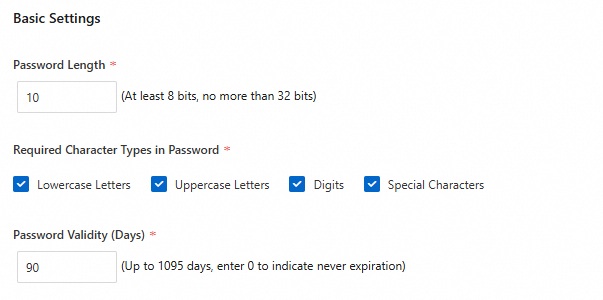 Basic Settings
Password Length *
10 (At least 8 bits, no more than 32 bits)
Required Character Types in Password *
Lowercase Letters Uppercase Letters Digits Special Characters
Password Validity (Days) *
90 (Up to 1095 days, enter 0 to indicate never expiration)